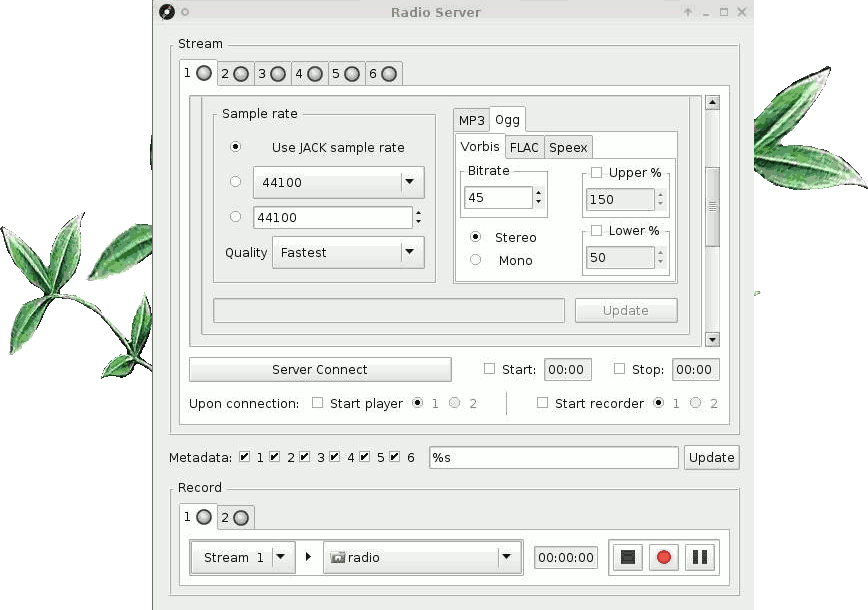 Radio Server
Stream
1 2 3 4 5 6
Sample rate
Use JACK sample rate
44100
44100
Quality Fastest
MP3 Ogg
Vorbis FLAC Speex
Bitrate
45
Stereo
Mono
Upper %
150
Lower %
50
Update
Server Connect Start: 00:00 Stop: 00:00
Upon connection: Start player 1 2 Start recorder 1 2
Metadata: 1 2 3 4 5 6 %s Update
Record
1 2
Stream 1 radio 00:00:00